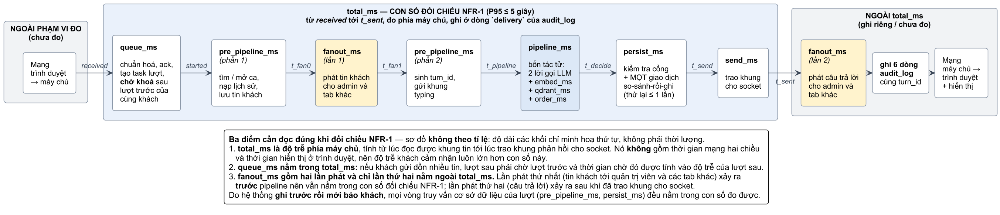 total_ms — CON SỐ ĐỐI CHIẾU NFR-1 (P95 ≤ 5 giây)
từ received tới t_sent, đo phía máy chủ, ghi ở dòng `delivery` của audit_log
NGOÀI PHẠM VI ĐO
(chưa đo)
Mạng
trình duyệt
→ máy chủ
received
queue_ms
chuẩn hoá, ack,
tạo task lượt,
chờ khoá sau
lượt trước của
cùng khách
started
pre_pipeline_ms
(phần 1)
tìm / mở ca,
nạp lịch sử,
lưu tin khách
t_fan0
fanout_ms
(lần 1)
phát tin khách
cho admin và
tab khác
t_fan1
pre_pipeline_ms
(phần 2)
sinh turn_id,
gửi khung
typing
t_pipeline
pipeline_ms
bốn tác tử:
2 lời gọi LLM
+ embed_ms
+ qdrant_ms
+ order_ms
t_decide
persist_ms
kiểm tra cổng
+ MỘT giao dịch
so-sánh-rồi-ghi
(thử lại ≤ 1 lần)
t_send
send_ms
trao khung
cho socket
t_sent
NGOÀI total_ms
(ghi riêng / chưa đo)
fanout_ms
(lần 2)
phát câu trả lời
cho admin và
tab khác
ghi 6 dòng
audit_log
cùng turn_id
Mạng
máy chủ →
trình duyệt
+ hiển thị
Ba điểm cần đọc đúng khi đối chiếu NFR-1 — sơ đồ không theo tỉ lệ: độ dài các khối chỉ minh hoạ thứ tự, không phải thời lượng.
1. total_ms là độ trễ phía máy chủ, tính từ lúc đọc được khung tin tới lúc trao khung phản hồi cho socket. Nó không gồm thời gian mạng hai chiều
và thời gian hiển thị ở trình duyệt, nên độ trễ khách cảm nhận luôn lớn hơn con số này.
2. queue_ms nằm trong total_ms: nếu khách gửi dồn nhiều tin, lượt sau phải chờ lượt trước và thời gian chờ đó được tính vào độ trễ của lượt sau.
3. fanout_ms gồm hai lần phát và chỉ lần thứ hai nằm ngoài total_ms. Lần phát thứ nhất (tin khách tới quản trị viên và các tab khác) xảy ra
trước pipeline nên vẫn nằm trong con số đối chiếu NFR-1; lần phát thứ hai (câu trả lời) xảy ra sau khi đã trao khung cho socket.
Do hệ thống ghi trước rồi mới báo khách, mọi vòng truy vấn cơ sở dữ liệu của lượt (pre_pipeline_ms, persist_ms) đều nằm trong con số đo được.